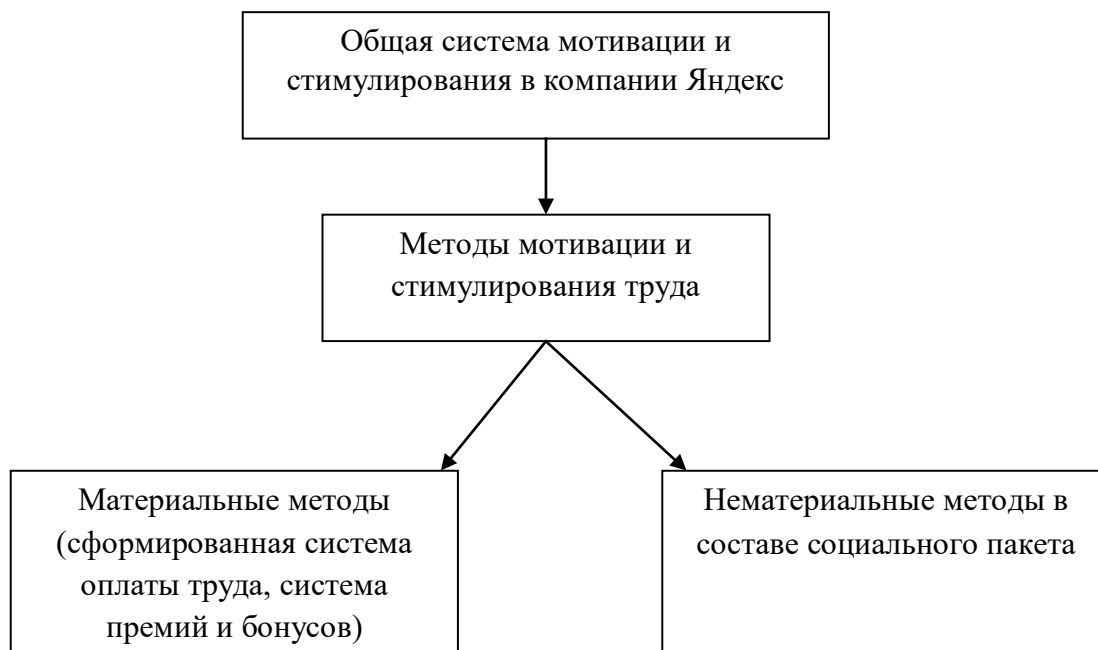 Общая система мотивации и
стимулирования в компании Яндекс
Методы мотивации и
стимулирования труда
Материальные методы
(сформированная система
оплаты труда, система
премий и бонусов)
Нематериальные методы в
составе социального пакета